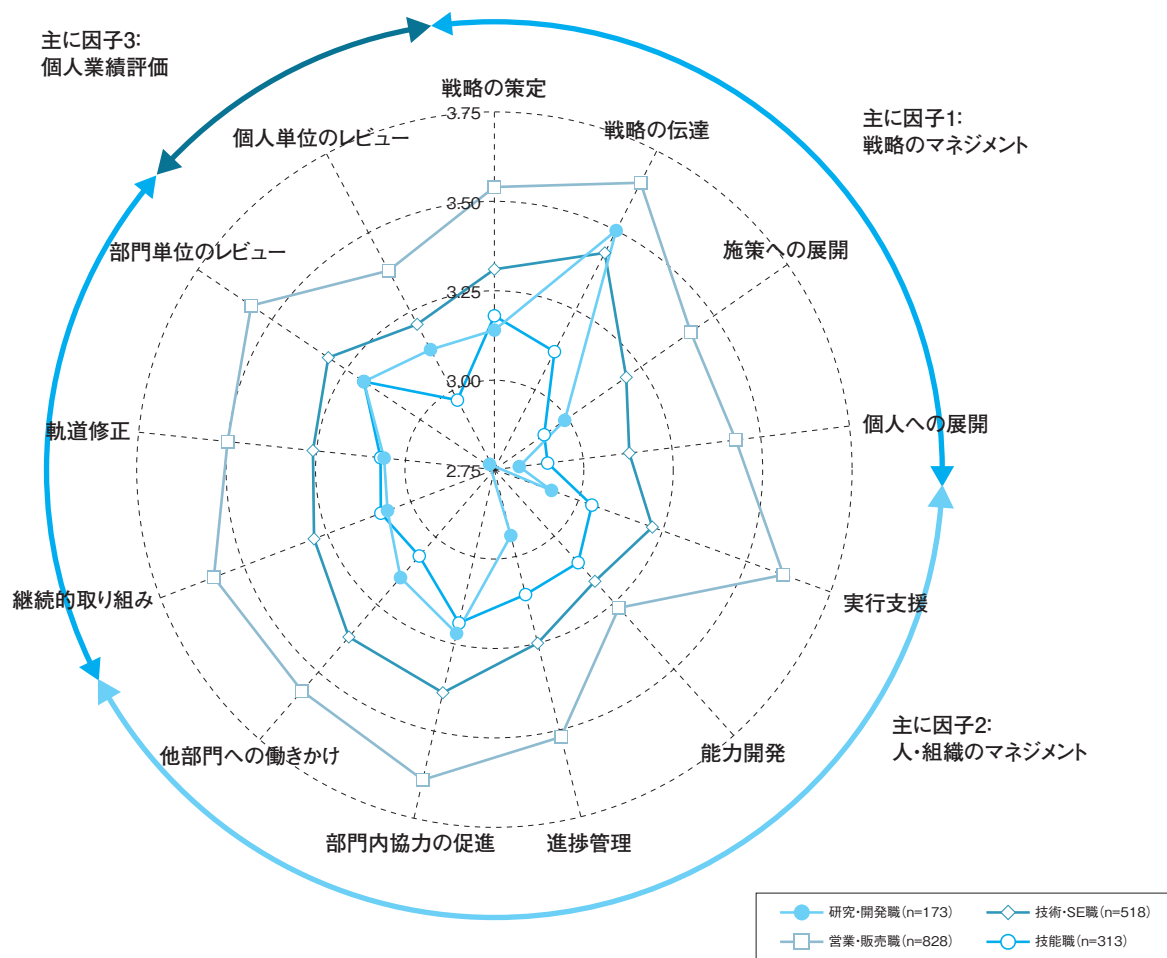 主に因子3:
個人業績評価
主に因子1:
戦略のマネジメント
戦略の策定
3.75
戦略の伝達
個人単位のレビュー
3.50
施策への展開
部門単位のレビュー
3.25
3.00
個人への展開
軌道修正
2.75
継続的取り組み
実行支援
主に因子2:
人・組織のマネジメント
他部門への働きかけ
能力開発
部門内協力の促進
進捗管理
研究・開発職(n=173)
技術・SE職(n=518)
営業・販売職(n=828)
技能職(n=313)